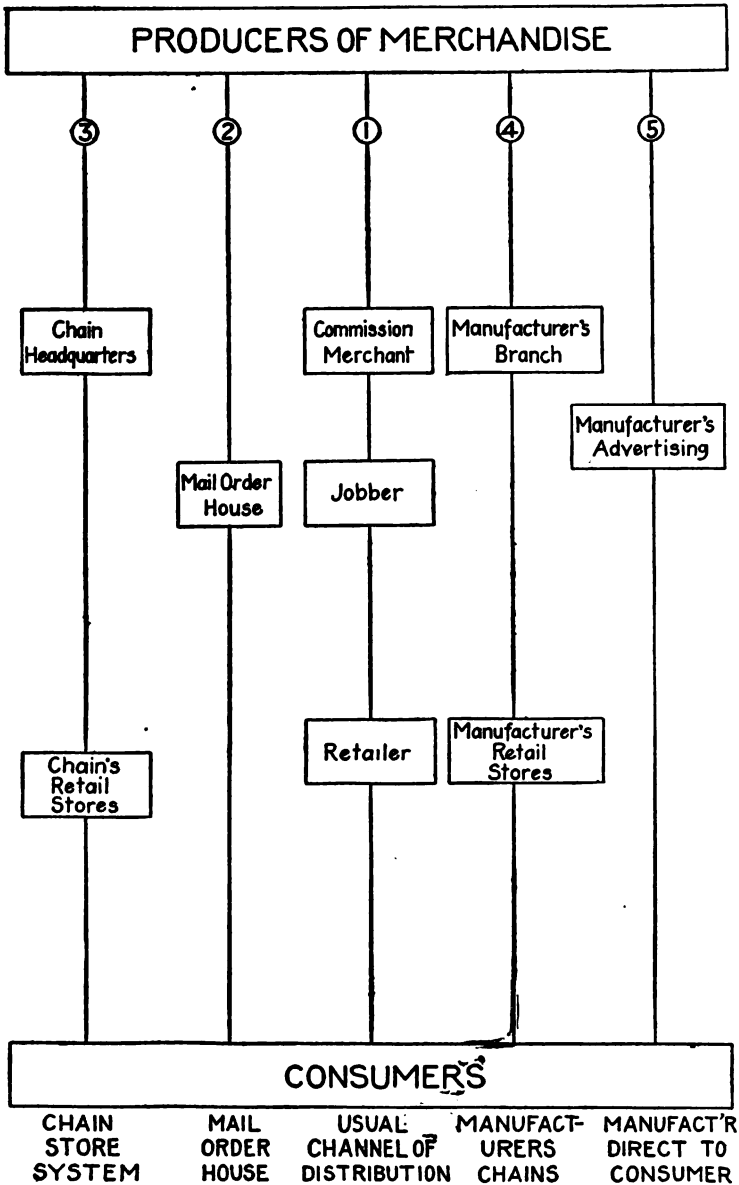 PRODUCERS OF MERCHANDISE
3
2
1
4
5
Chain
Headquarters
Commission
Merchant
Manufacturer's
Branch
Manufacturer's
Advertising
Mail Order
House
Jobber
Retailer
Manufacturer's
Retail
Stores
Chain's
Retail
Stores
CONSUMERS
CHAIN
STORE
SYSTEM
MAIL
ORDER
HOUSE
USUAL
CHANNEL OF
DISTRIBUTION
MANUFACT-
URERS
CHAINS
MANUFACT'R
DIRECT TO
CONSUMER